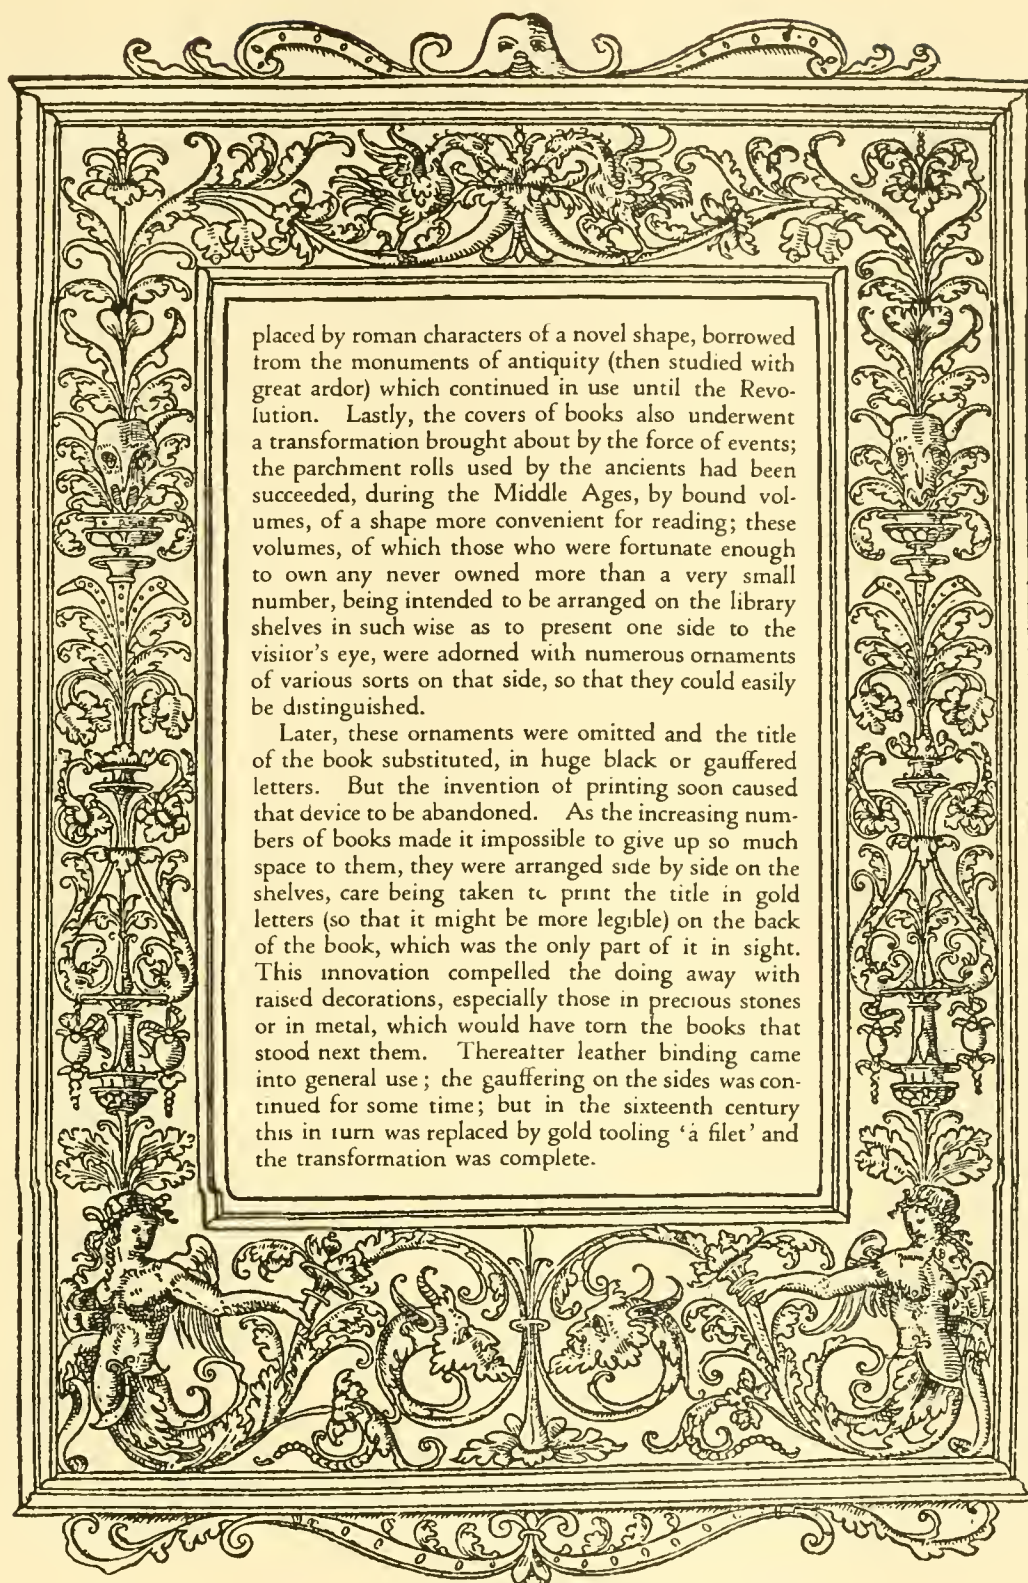 placed by roman characters of a novel shape, borrowed
from the monuments of antiquity (then studied with
great ardor) which continued in use until the Revo-
lution. Lastly, the covers of books also underwent
a transformation brought about by the force of events;
the parchment rolls used by the ancients had been
succeeded, during the Middle Ages, by bound vol-
umes, of a shape more convenient for reading; these
volumes, of which those who were fortunate enough
to own any never owned more than a very small
number, being intended to be arranged on the library
shelves in such wise as to present one side to the
visitor's eye, were adorned with numerous ornaments
of various sorts on that side, so that they could easily
be distinguished.
Later, these ornaments were omitted and the title
of the book substituted, in huge black or gauffered
letters. But the invention of printing soon caused
that device to be abandoned. As the increasing num-
bers of books made it impossible to give up so much
space to them, they were arranged side by side on the
shelves, care being taken to print the title in gold
letters (so that it might be more legible) on the back
of the book, which was the only part of it in sight.
This innovation compelled the doing away with
raised decorations, especially those in precious stones
or in metal, which would have torn the books that
stood next them. Thereafter leather binding came
into general use; the gauffering on the sides was con-
tinued for some time; but in the sixteenth century
this in turn was replaced by gold tooling 'à filet' and
the transformation was complete.